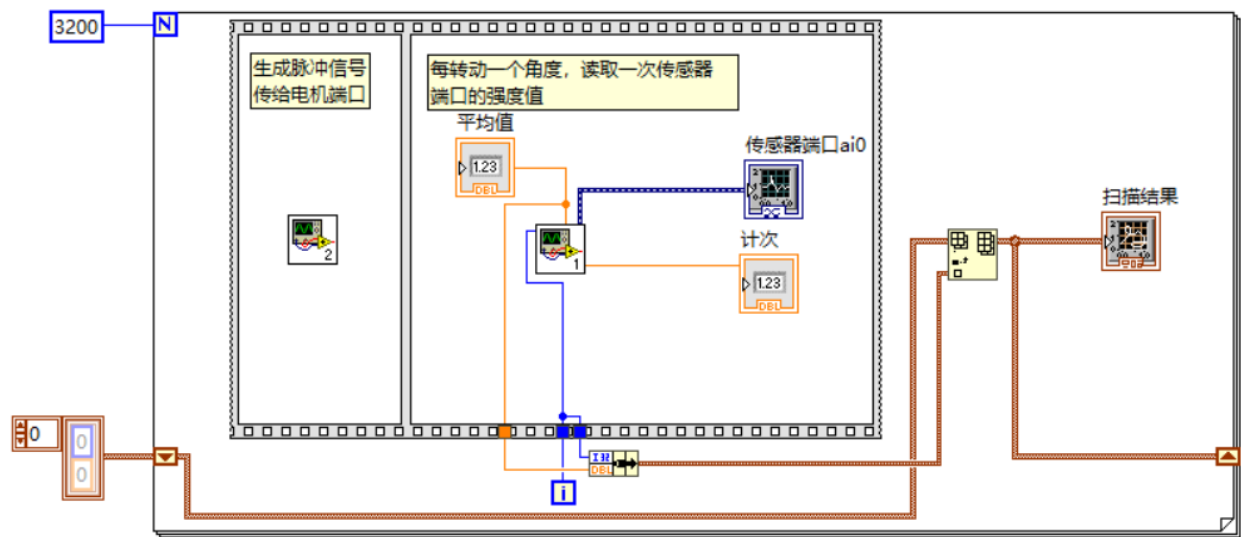 3200
N
生成脉冲信号
传给电机端口
每转动一个角度，读取一次传感器
端口的强度值
平均值
1.23
DBL
传感器端口ai0
扫描结果
2
1
计次
1.23
DBL
0
0
0
I32
DBL
i